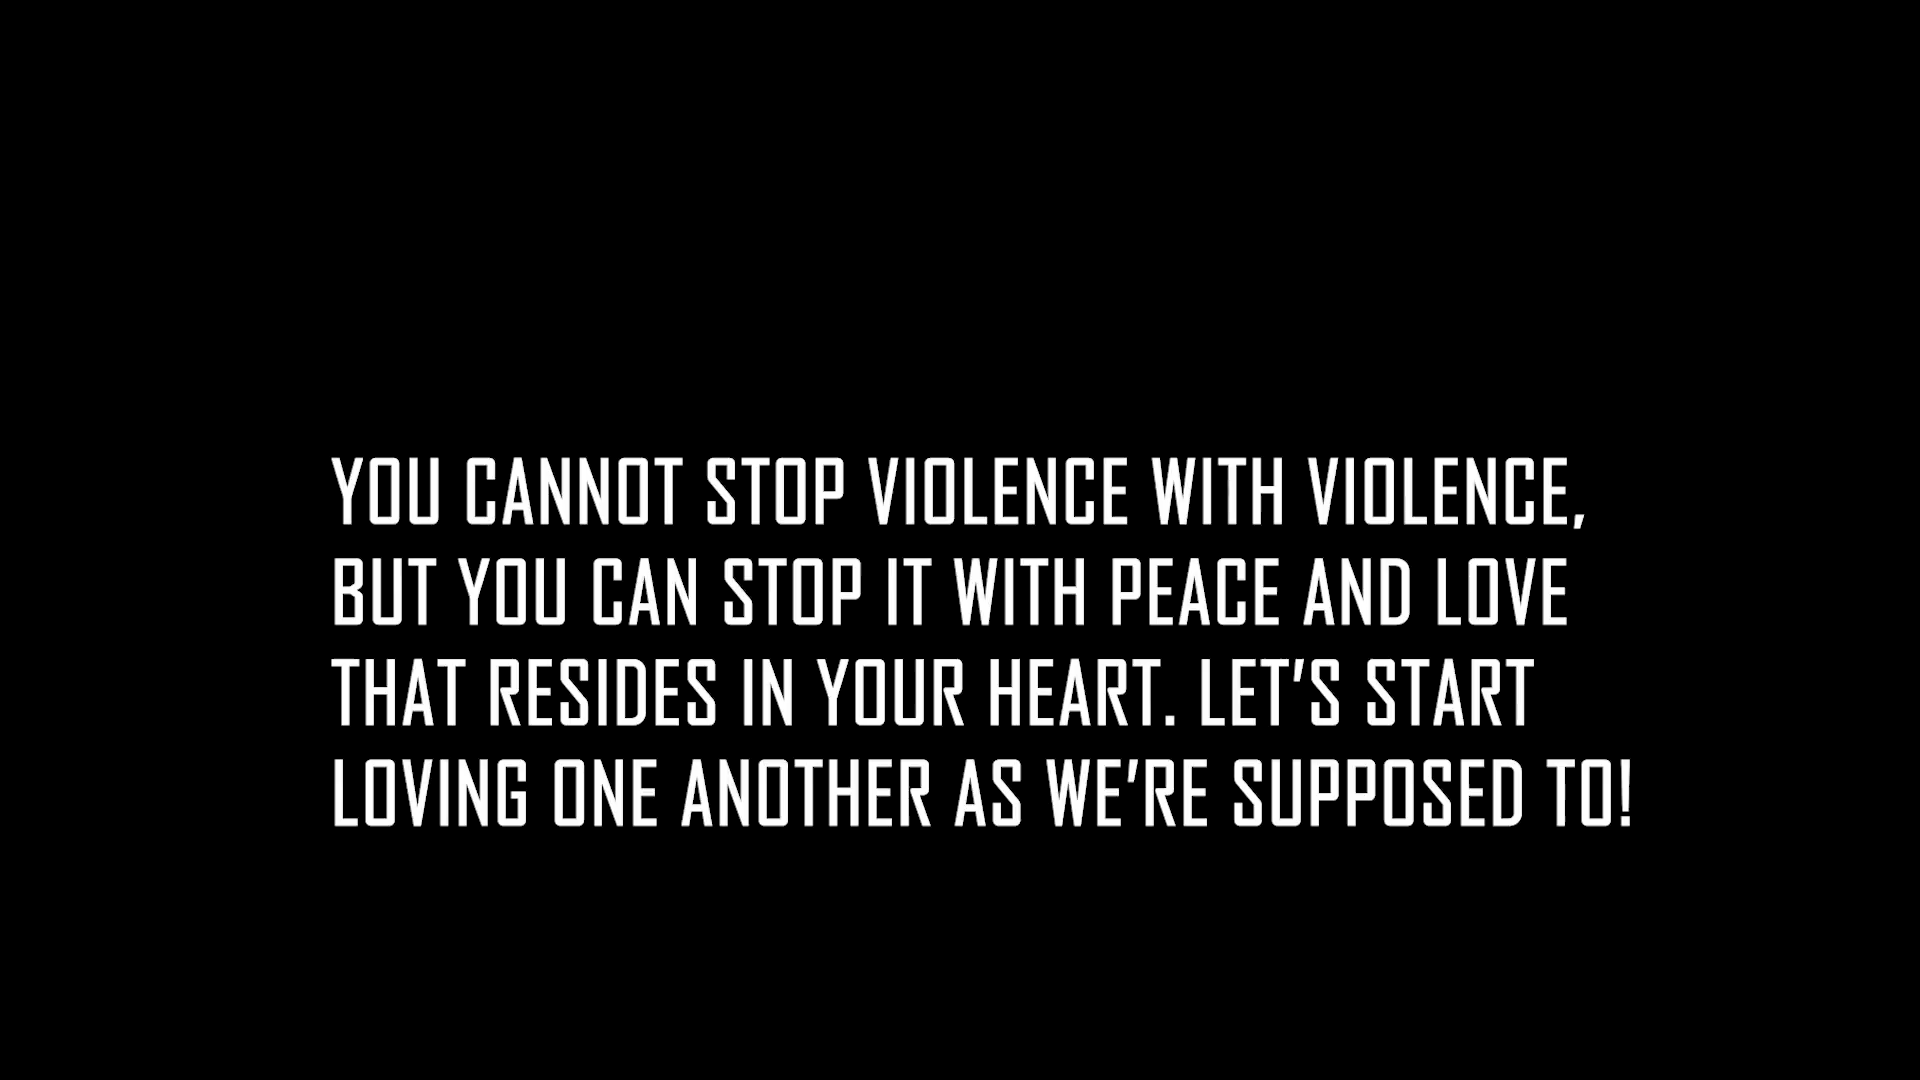 YOU CANNOT STOP VIOLENCE WITH VIOLENCE,
BUT YOU CAN STOP IT WITH PEACE AND LOVE
THAT RESIDES IN YOUR HEART. LET'S START
LOVING ONE ANOTHER AS WE'RE SUPPOSED TO!